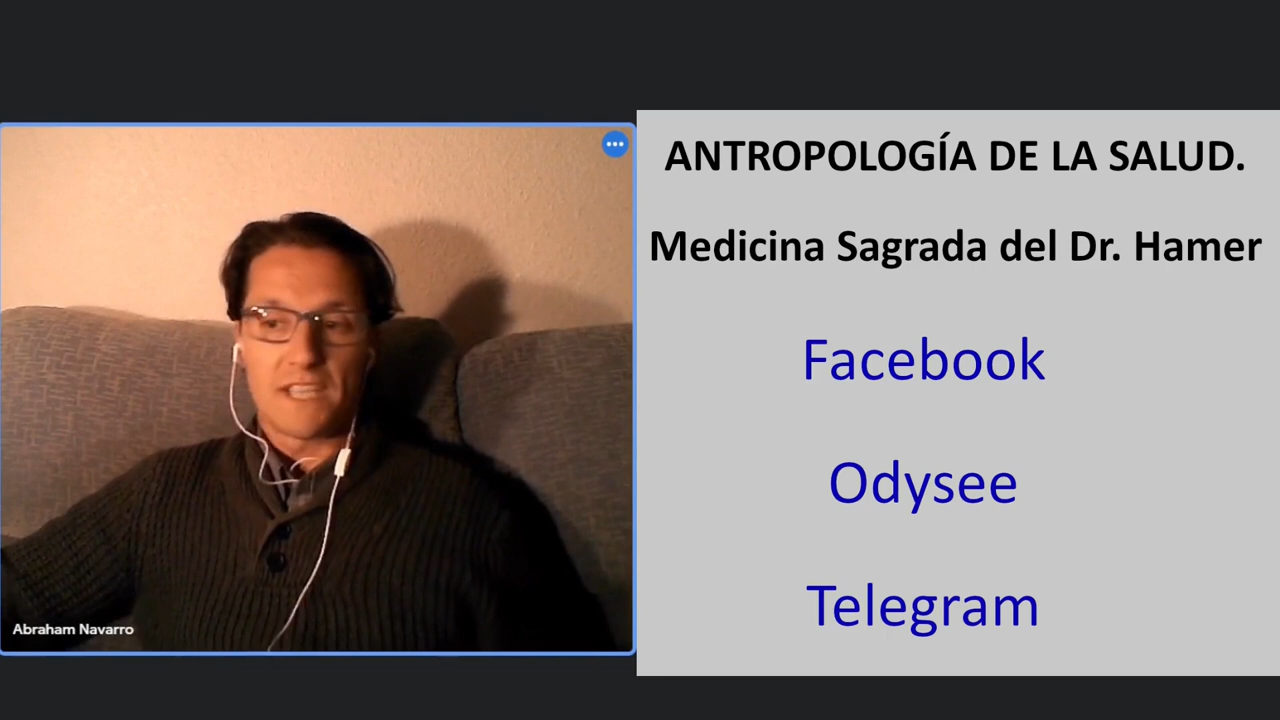 ANTROPOLOGÍA DE LA SALUD.
Medicina Sagrada del Dr. Hamer
Facebook
Odysee
Telegram
Abraham Navarro